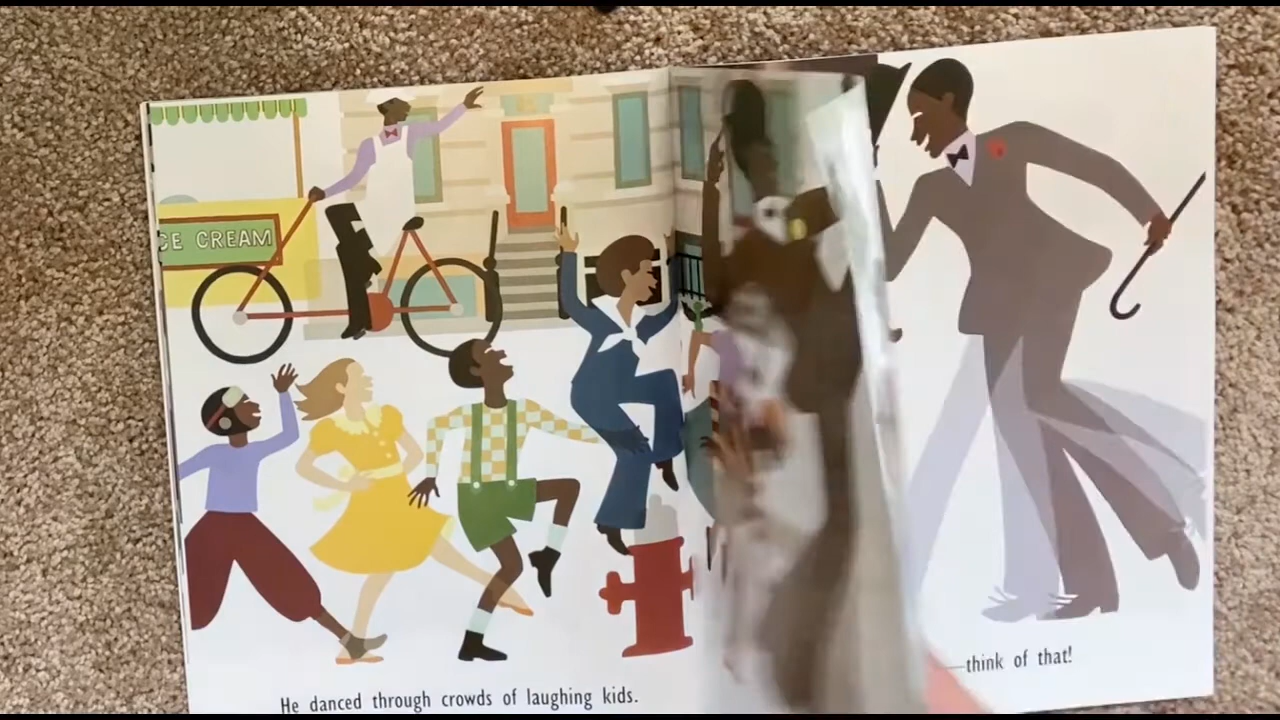 CE CREAM
He danced through crowds of laughing kids.
—think of that!